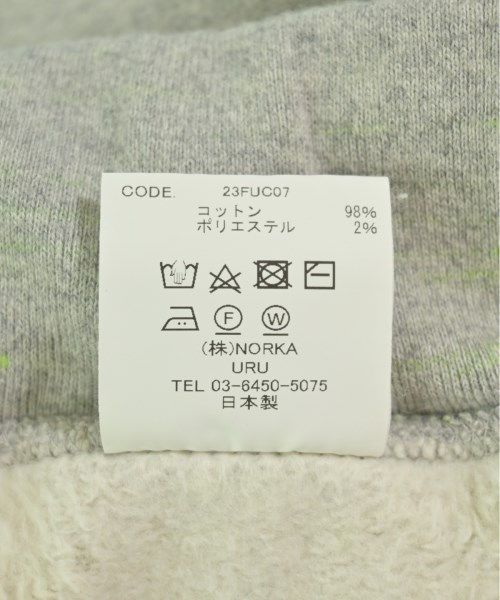 CODE. 23FUC07
コットン 98%
ポリエステル 2%
F W
(株)NORKA
URU
TEL 03-6450-5075
日本製